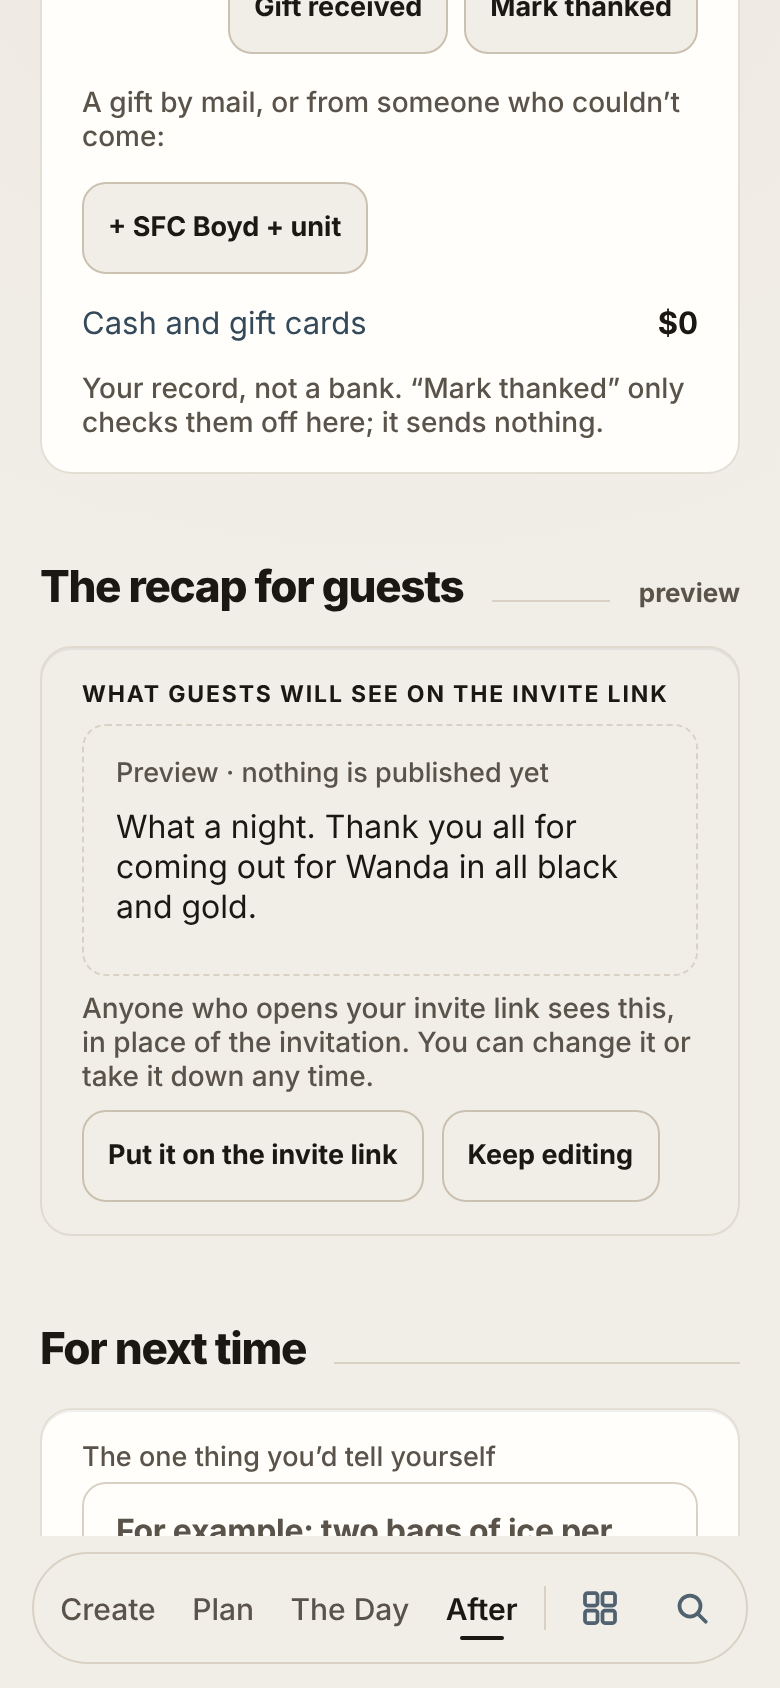 Gift received
Mark thanked
A gift by mail, or from someone who couldn’t
come:
+ SFC Boyd + unit
Cash and gift cards
$0
Your record, not a bank. “Mark thanked” only
checks them off here; it sends nothing.
The recap for guests
preview
WHAT GUESTS WILL SEE ON THE INVITE LINK
Preview · nothing is published yet
What a night. Thank you all for
coming out for Wanda in all black
and gold.
Anyone who opens your invite link sees this,
in place of the invitation. You can change it or
take it down any time.
Put it on the invite link
Keep editing
For next time
The one thing you’d tell yourself
For example: two bags of ice per
Create
Plan
The Day
After